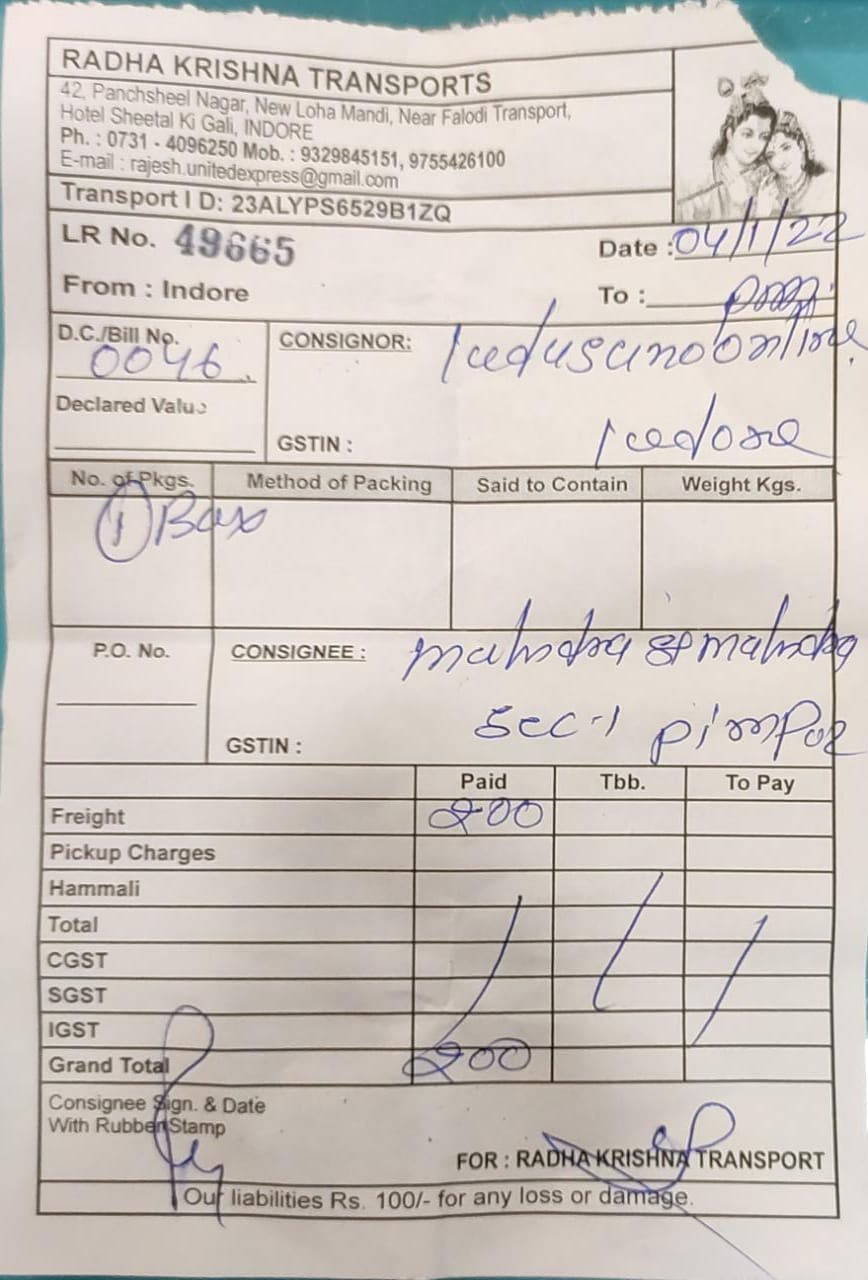 RADHA KRISHNA TRANSPORTS
42, Panchsheel Nagar, New Loha Mandi, Near Falodi Transport,
Hotel Sheetal Ki Gali, INDORE
Ph. : 0731 - 4096250 Mob. : 9329845151, 9755426100
E-mail : rajesh.unitedexpress@gmail.com
Transport I D: 23ALYPS6529B1ZQ
LR No. 49665 Date : 04/1/22
From : Indore To :
D.C./Bill No. CONSIGNOR:
0046
Declared Value
GSTIN :
No. of Pkgs. Method of Packing Said to Contain Weight Kgs.
1 Box
P.O. No. CONSIGNEE : mahindra & mahindra
sec-1
GSTIN :
Paid Tbb. To Pay
Freight 200
Pickup Charges
Hammali
Total
CGST
SGST
IGST
Grand Total 200
Consignee Sign. & Date
With Rubber Stamp
FOR : RADHA KRISHNA TRANSPORT
Our liabilities Rs. 100/- for any loss or damage.